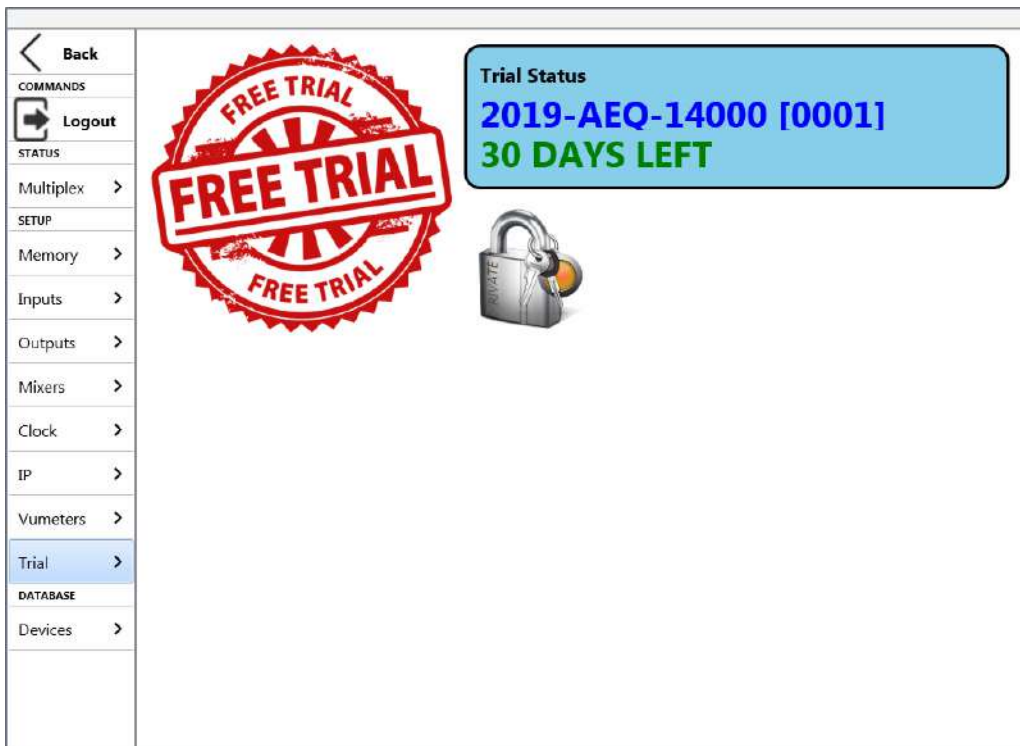 Back
COMMANDS
Logout
STATUS
Multiplex
SETUP
Memory
Inputs
Outputs
Mixers
Clock
IP
Vumeters
Trial
DATABASE
Devices
FREE TRIAL
FREE TRIAL
FREE TRIAL
Trial Status
2019-AEQ-14000 [0001]
30 DAYS LEFT
RIVATE